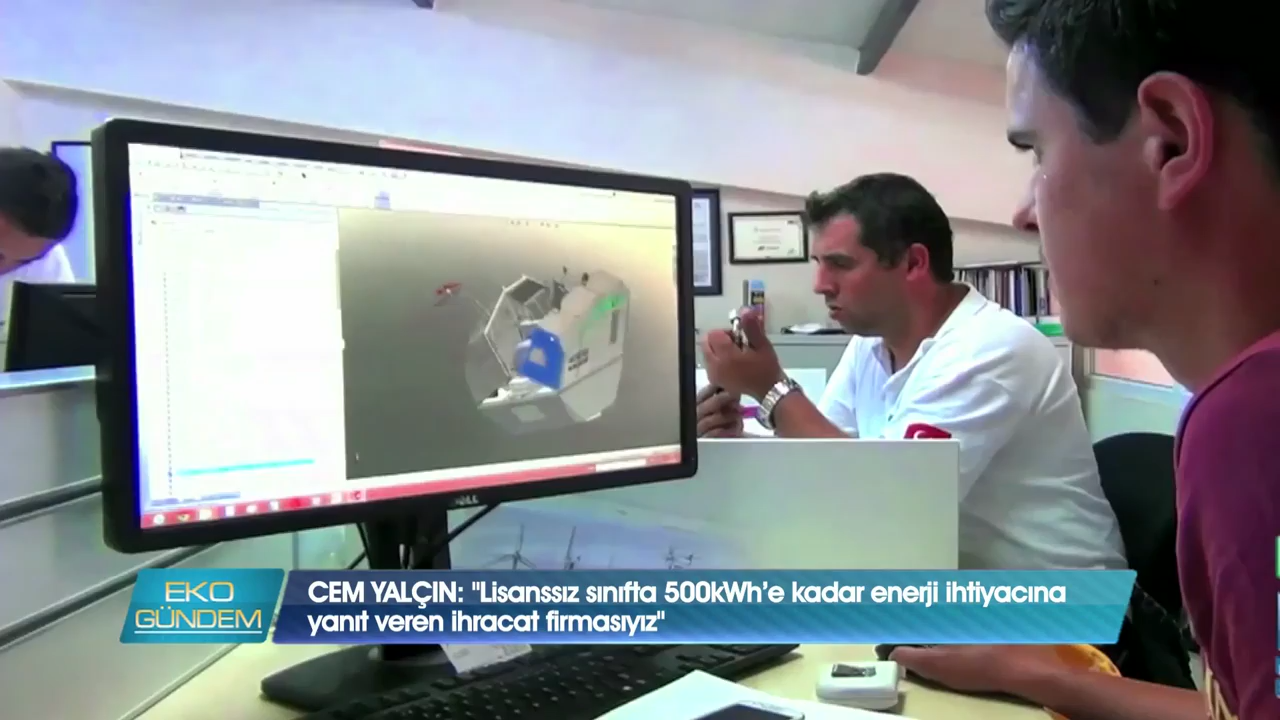 DELL
EKO
GÜNDEM
CEM YALÇIN: "Lisanssız sınıfta 500kWh’e kadar enerji ihtiyacına
yanıt veren ihracat firmasıyız"